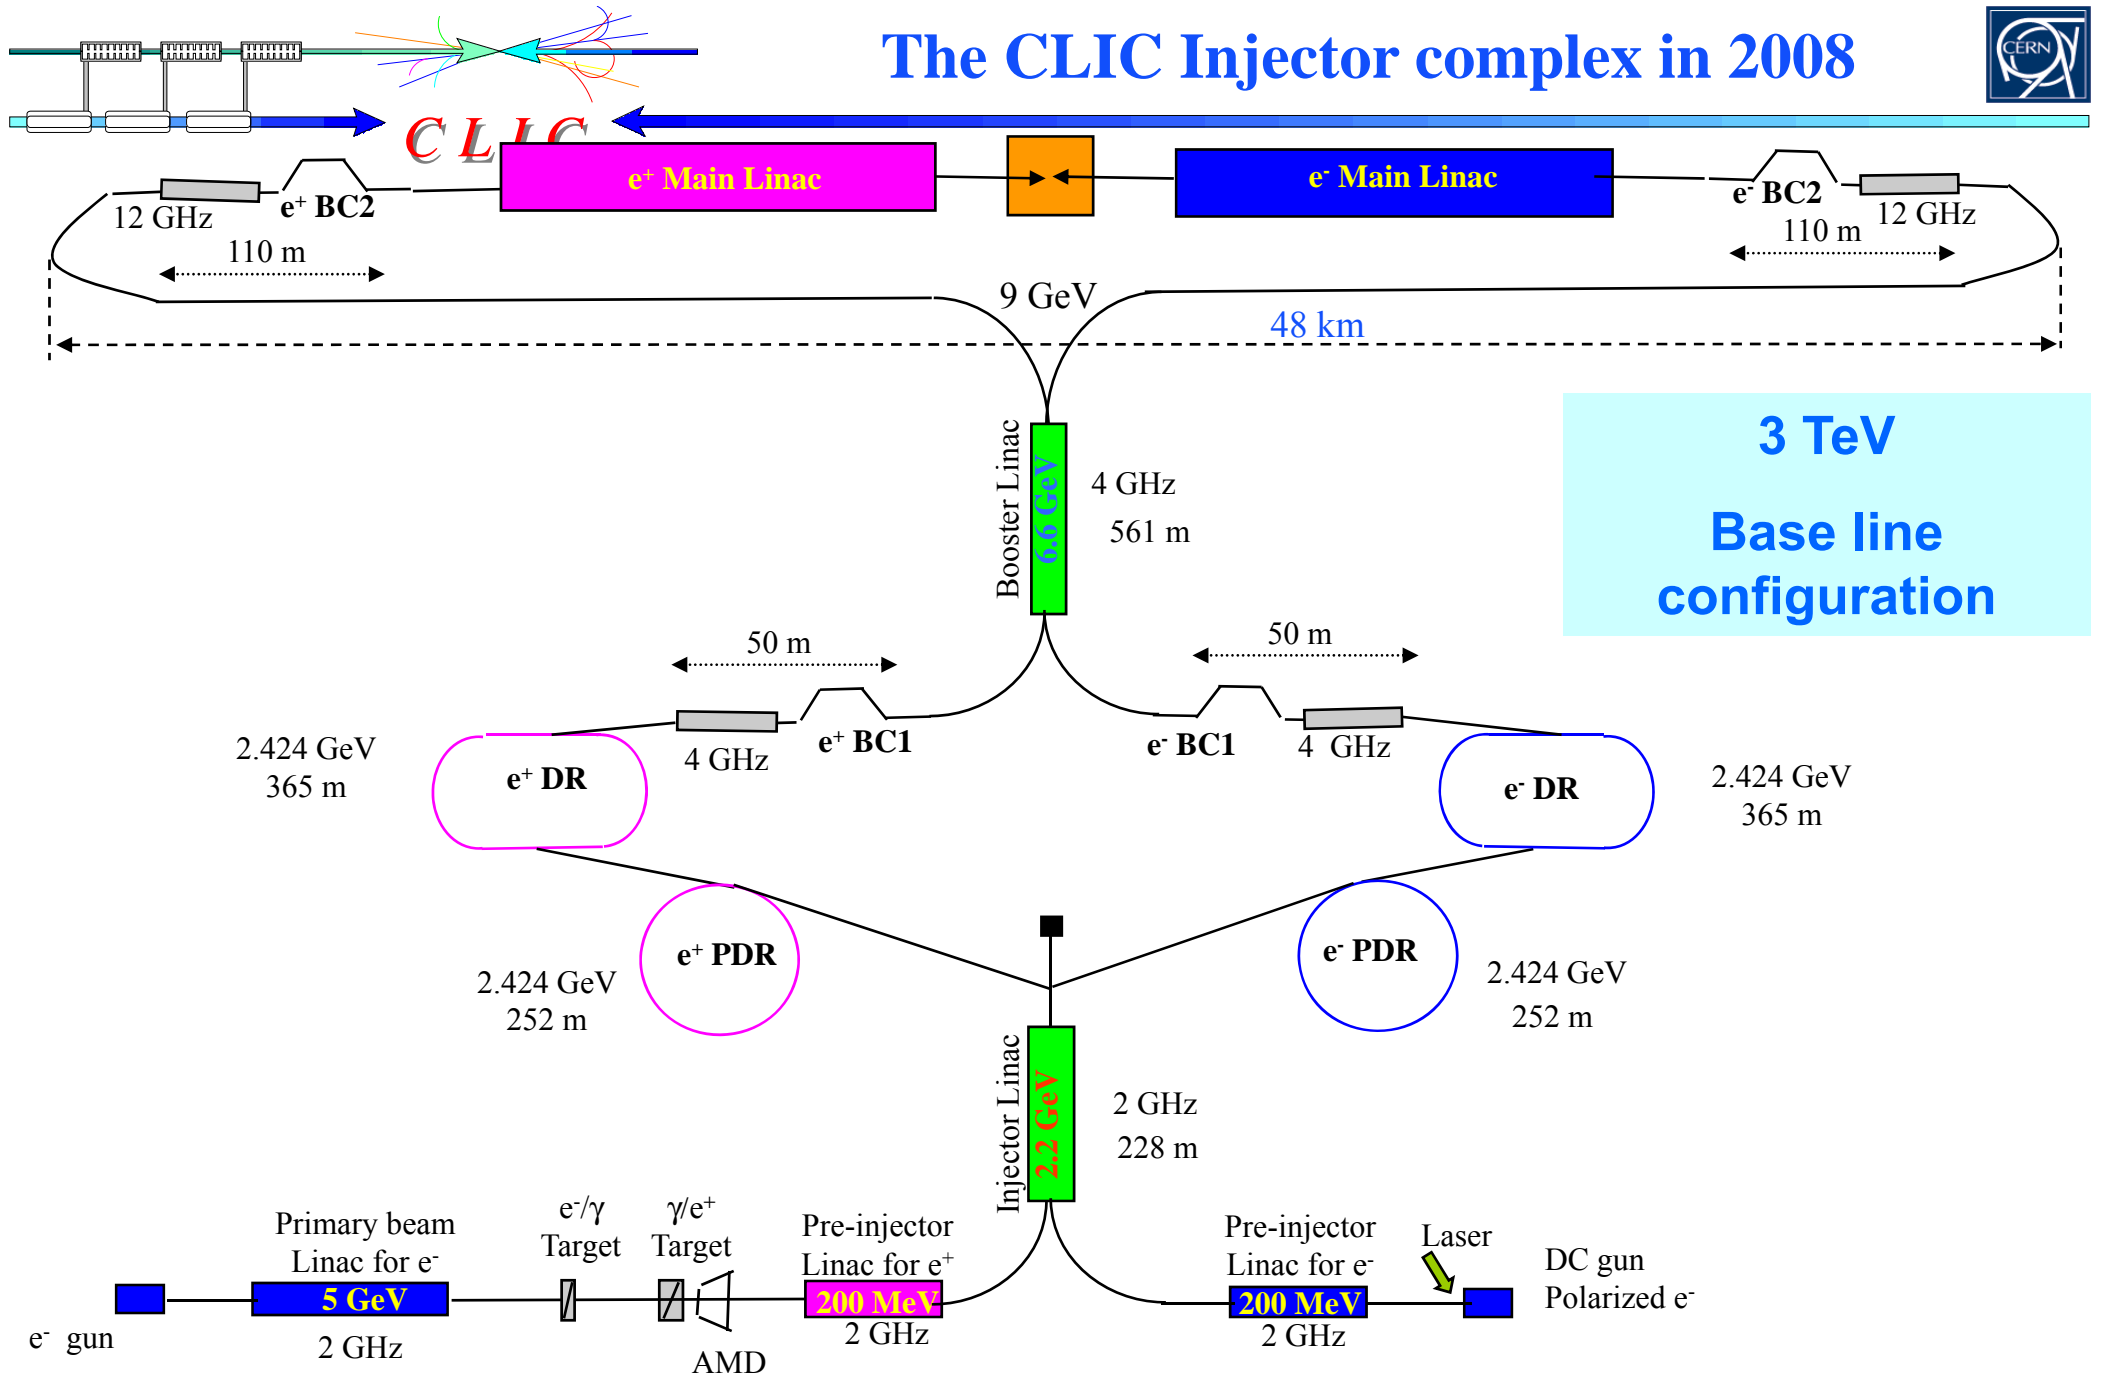 The CLIC Injector complex in 2008
CERN
C L I C
e⁺ Main Linac
e⁻ Main Linac
12 GHz
e⁺ BC2
e⁻ BC2
12 GHz
110 m
110 m
9 GeV
48 km
3 TeV
Base line
configuration
Booster Linac
6.6 GeV
4 GHz
561 m
50 m
50 m
2.424 GeV
365 m
e⁺ DR
4 GHz
e⁺ BC1
e⁻ BC1
4 GHz
e⁻ DR
2.424 GeV
365 m
e⁺ PDR
2.424 GeV
252 m
e⁻ PDR
2.424 GeV
252 m
Injector Linac
2.2 GeV
2 GHz
228 m
Primary beam
Linac for e⁻
5 GeV
2 GHz
e⁻ gun
e⁻/γ
Target
γ/e⁺
Target
AMD
Pre-injector
Linac for e⁺
200 MeV
2 GHz
Pre-injector
Linac for e⁻
200 MeV
2 GHz
Laser
DC gun
Polarized e⁻